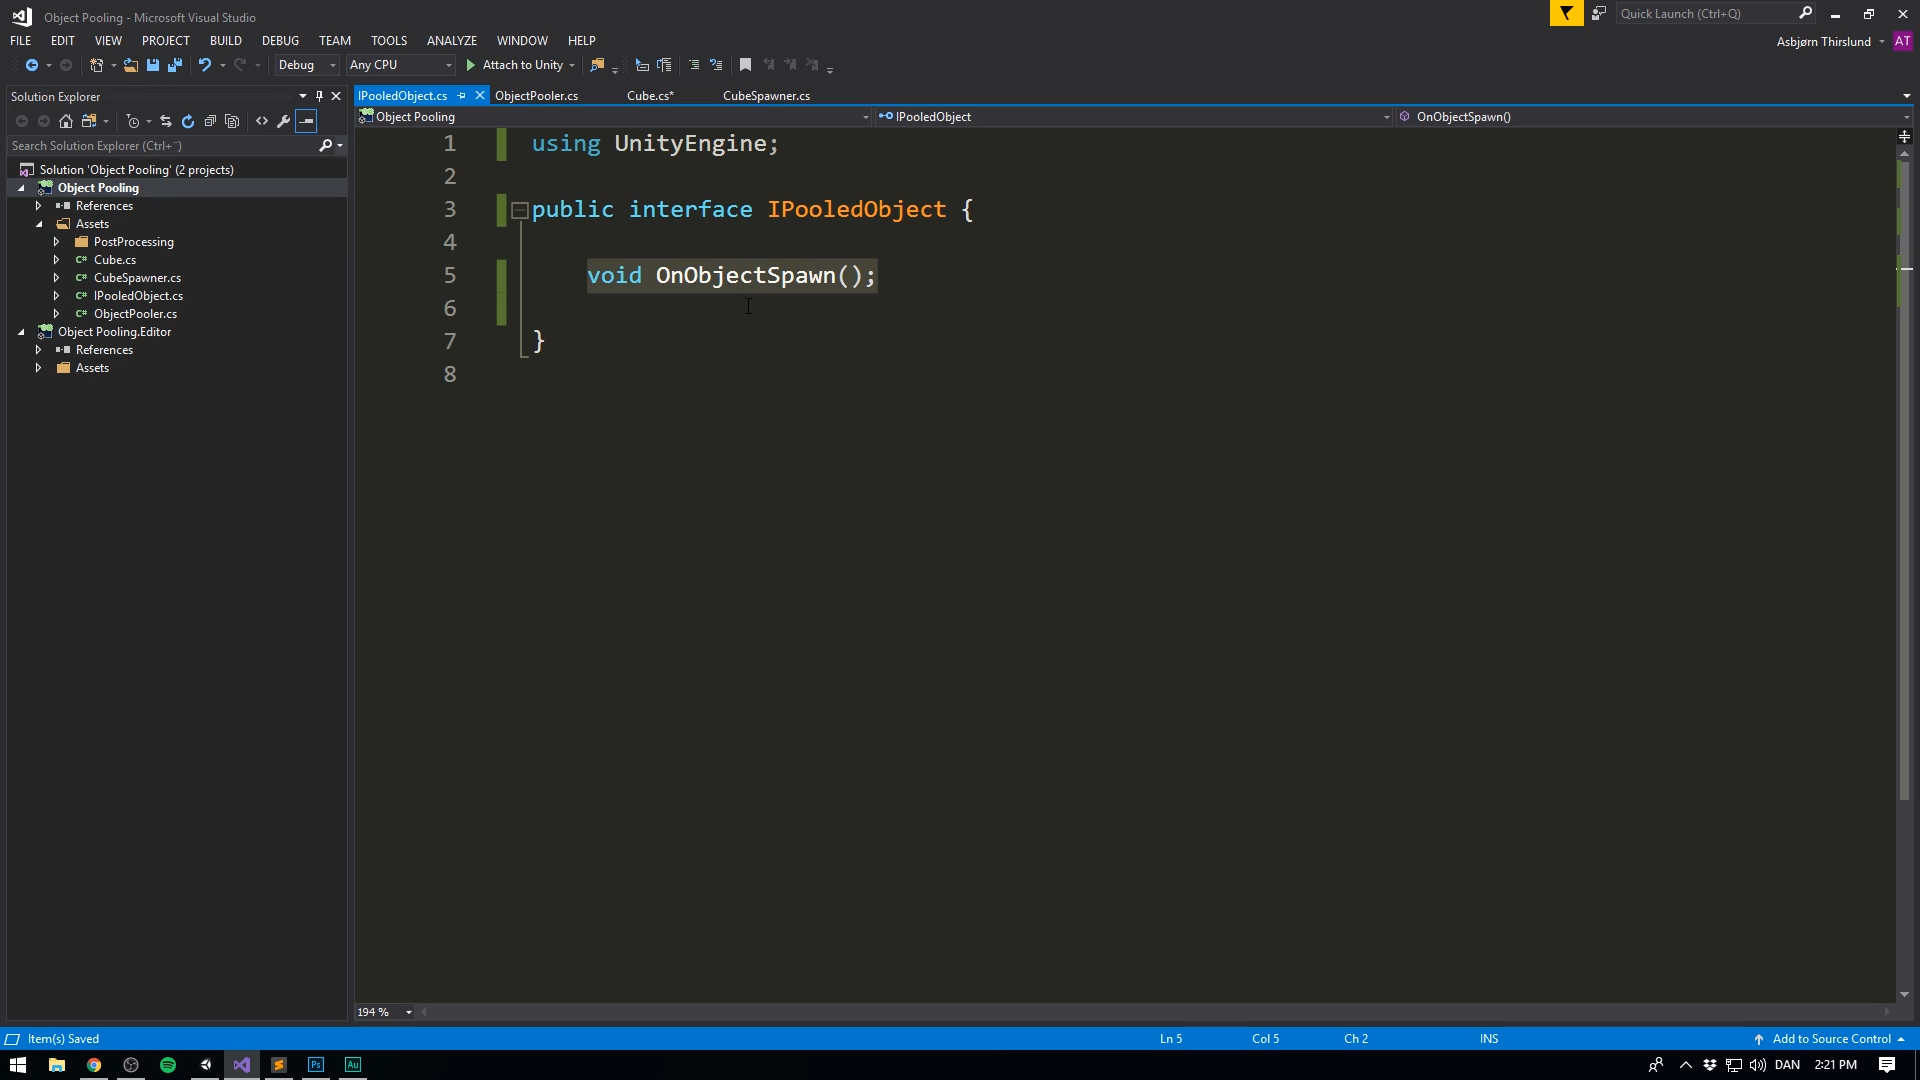 Object Pooling - Microsoft Visual Studio
Quick Launch (Ctrl+Q)
FILE EDIT VIEW PROJECT BUILD DEBUG TEAM TOOLS ANALYZE WINDOW HELP
Asbjørn Thirslund AT
Debug Any CPU Attach to Unity
Solution Explorer
IPooledObject.cs ObjectPooler.cs Cube.cs* CubeSpawner.cs
Object Pooling IPooledObject OnObjectSpawn()
Search Solution Explorer (Ctrl+¨)
Solution 'Object Pooling' (2 projects)
Object Pooling
References
Assets
PostProcessing
C# Cube.cs
C# CubeSpawner.cs
C# IPooledObject.cs
C# ObjectPooler.cs
Object Pooling.Editor
References
Assets
1 using UnityEngine;
2
3 public interface IPooledObject {
4
5 void OnObjectSpawn();
6
7 }
8
194 %
Item(s) Saved Ln 5 Col 5 Ch 2 INS Add to Source Control
Ps Au DAN 2:21 PM